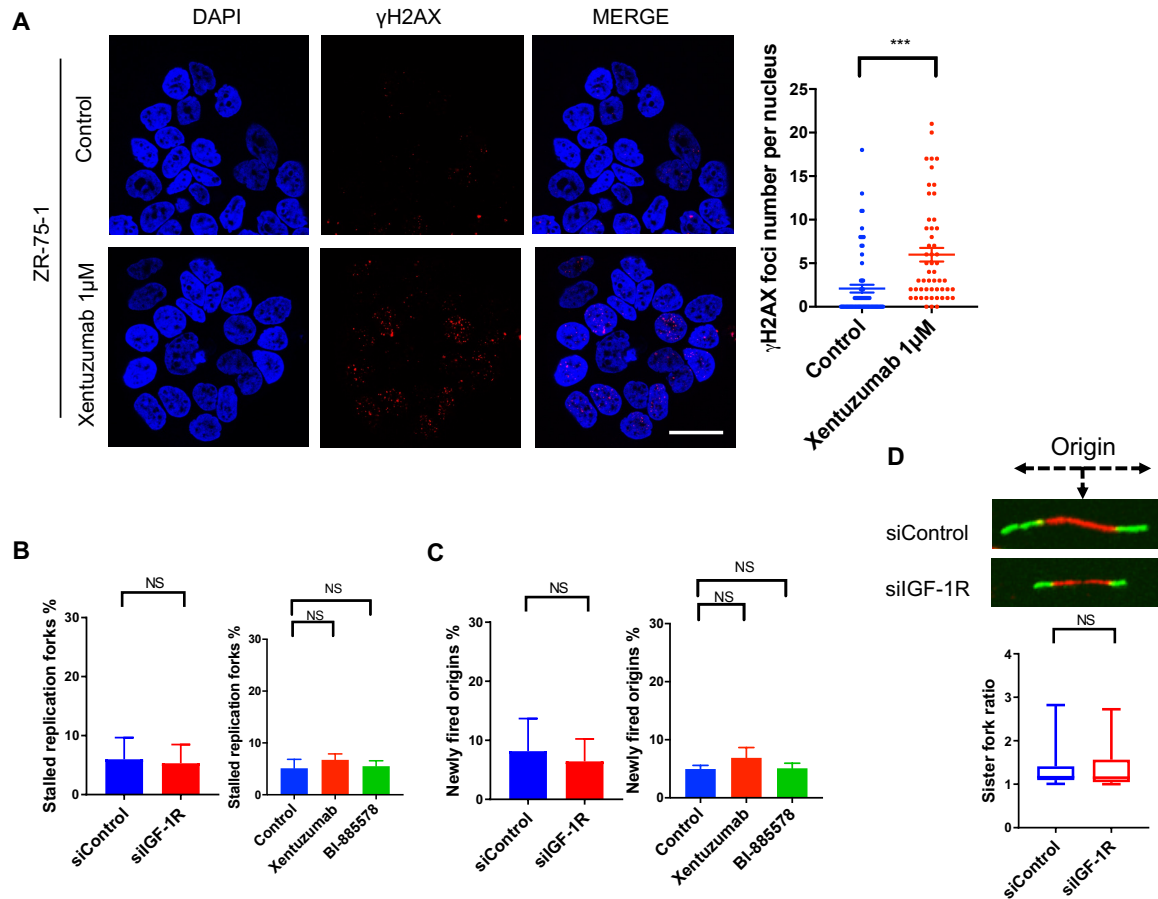 A
DAPI
γH2AX
MERGE
ZR-75-1
Control
Xentuzumab 1µM
***
γH2AX foci number per nucleus
25
20
15
10
5
0
Control
Xentuzumab 1µM
B
NS
Stalled replication forks %
30
20
10
0
siControl
siIGF-1R
NS
NS
Stalled replication forks %
30
20
10
0
Control
Xentuzumab
BI-885578
C
NS
Newly fired origins %
30
20
10
0
siControl
siIGF-1R
NS
NS
Newly fired origins %
30
20
10
0
Control
Xentuzumab
BI-885578
D
Origin
siControl
siIGF-1R
NS
Sister fork ratio
4
3
2
1
0
siControl
siIGF-1R